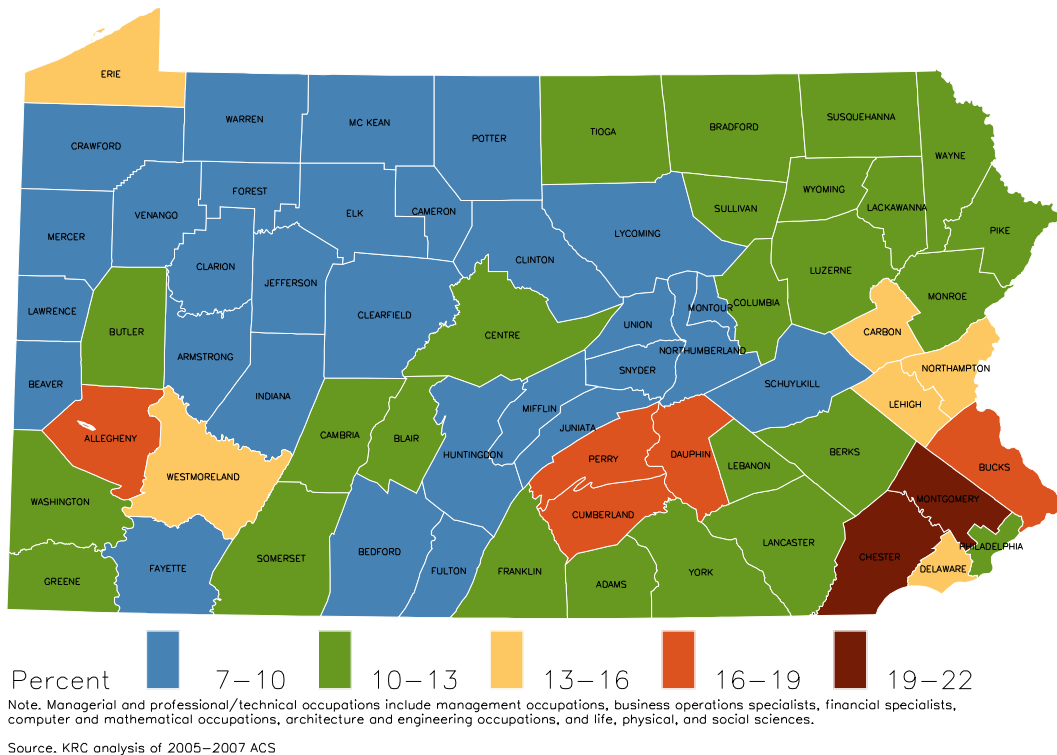 ERIE
WARREN
MC KEAN
POTTER
TIOGA
BRADFORD
SUSQUEHANNA
WAYNE
CRAWFORD
FOREST
VENANGO
ELK
CAMERON
SULLIVAN
WYOMING
LACKAWANNA
PIKE
MERCER
CLARION
JEFFERSON
CLINTON
LYCOMING
LUZERNE
MONROE
LAWRENCE
BUTLER
CLEARFIELD
CENTRE
UNION
MONTOUR
COLUMBIA
CARBON
BEAVER
ARMSTRONG
INDIANA
SNYDER
NORTHUMBERLAND
SCHUYLKILL
NORTHAMPTON
LEHIGH
ALLEGHENY
CAMBRIA
BLAIR
MIFFLIN
JUNIATA
HUNTINGDON
PERRY
DAUPHIN
LEBANON
BERKS
BUCKS
WESTMORELAND
WASHINGTON
CUMBERLAND
MONTGOMERY
GREENE
FAYETTE
SOMERSET
BEDFORD
FULTON
FRANKLIN
ADAMS
YORK
LANCASTER
CHESTER
DELAWARE
PHILADELPHIA
Percent 7-10 10-13 13-16 16-19 19-22
Note. Managerial and professional/technical occupations include management occupations, business operations specialists, financial specialists,
computer and mathematical occupations, architecture and engineering occupations, and life, physical, and social sciences.
Source. KRC analysis of 2005-2007 ACS